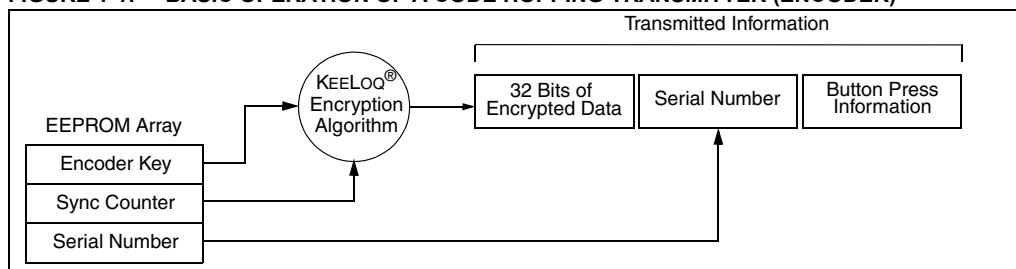 Transmitted Information
KEELOQ®
Encryption
Algorithm
32 Bits of
Encrypted Data
Serial Number
Button Press
Information
EEPROM Array
Encoder Key
Sync Counter
Serial Number